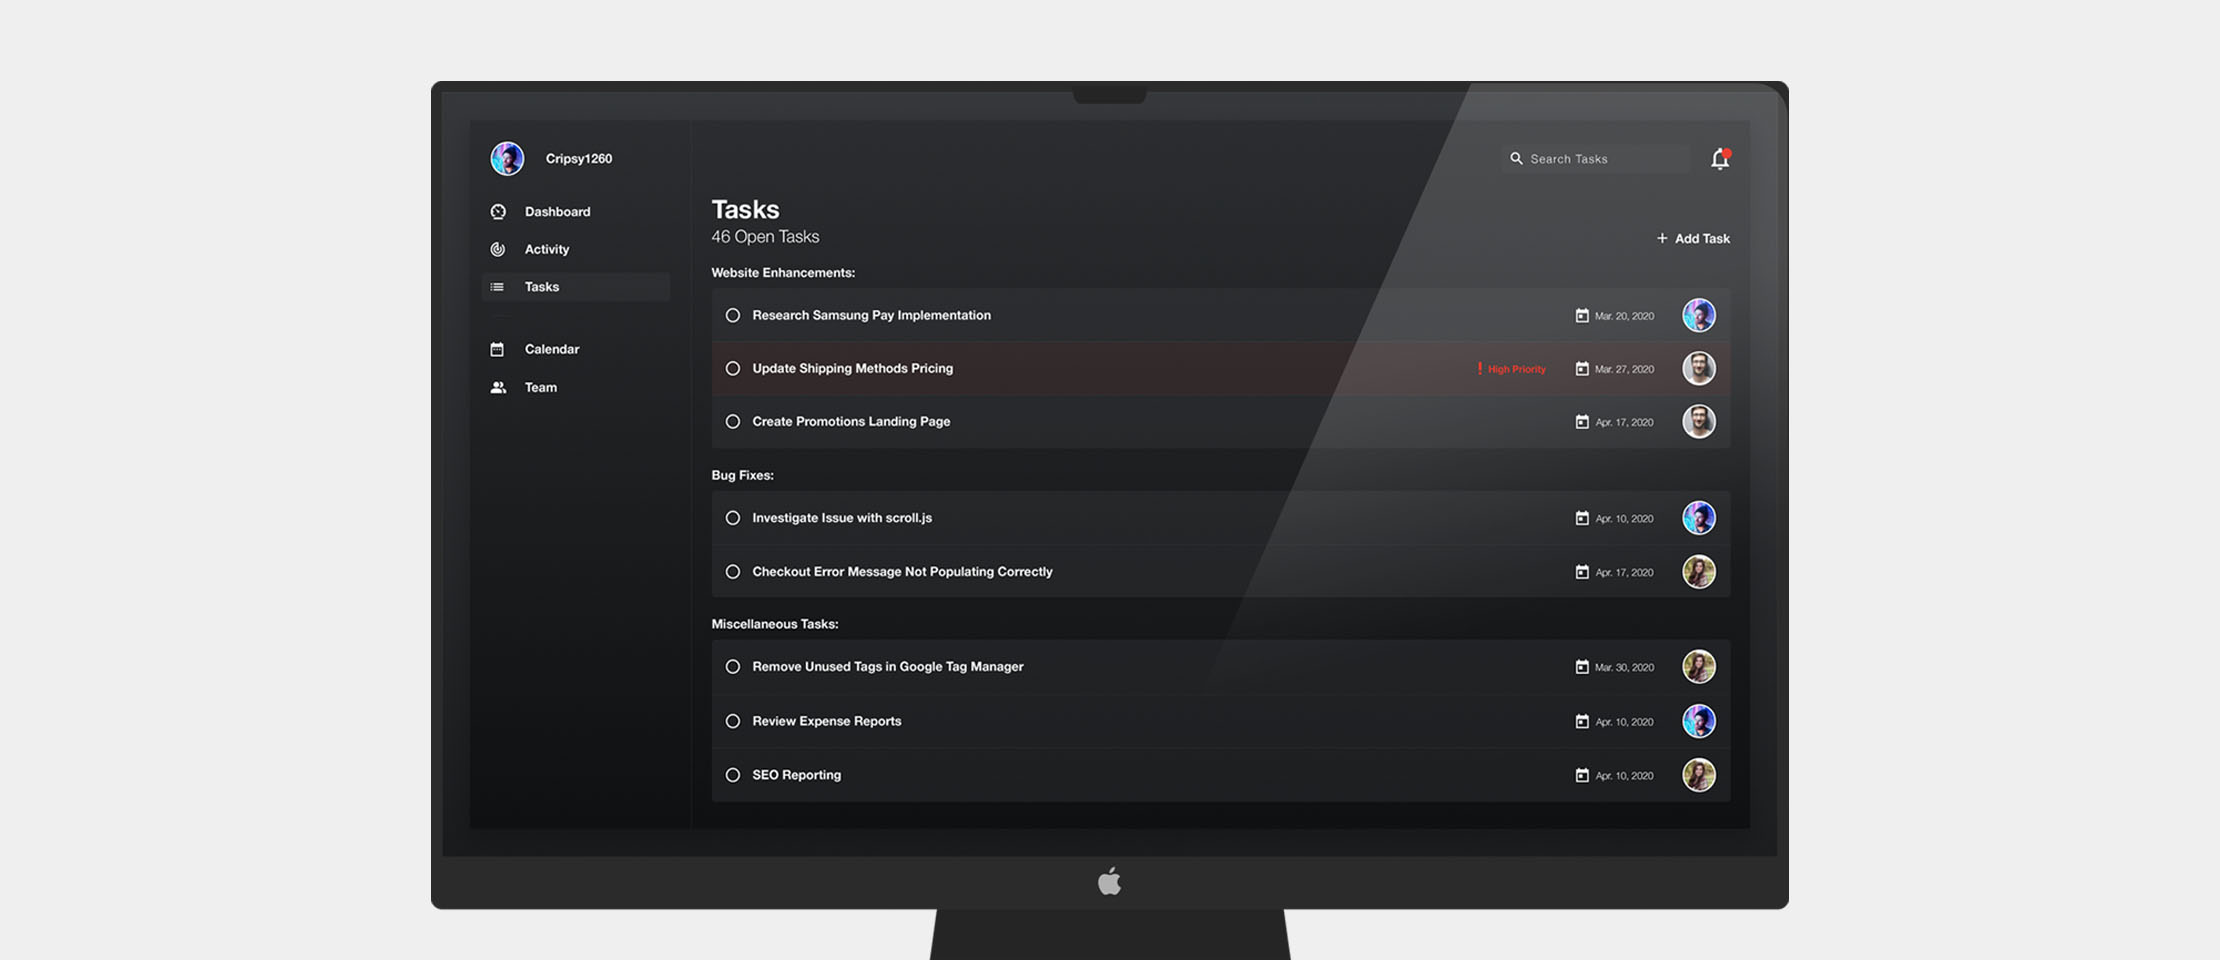 Cripsy1260
Search Tasks
Dashboard
Activity
Tasks
Calendar
Team
Tasks
46 Open Tasks
+ Add Task
Website Enhancements:
Research Samsung Pay Implementation Mar. 20, 2020
Update Shipping Methods Pricing ! High Priority Mar. 27, 2020
Create Promotions Landing Page Apr. 17, 2020
Bug Fixes:
Investigate Issue with scroll.js Apr. 10, 2020
Checkout Error Message Not Populating Correctly Apr. 17, 2020
Miscellaneous Tasks:
Remove Unused Tags in Google Tag Manager Mar. 30, 2020
Review Expense Reports Apr. 10, 2020
SEO Reporting Apr. 10, 2020